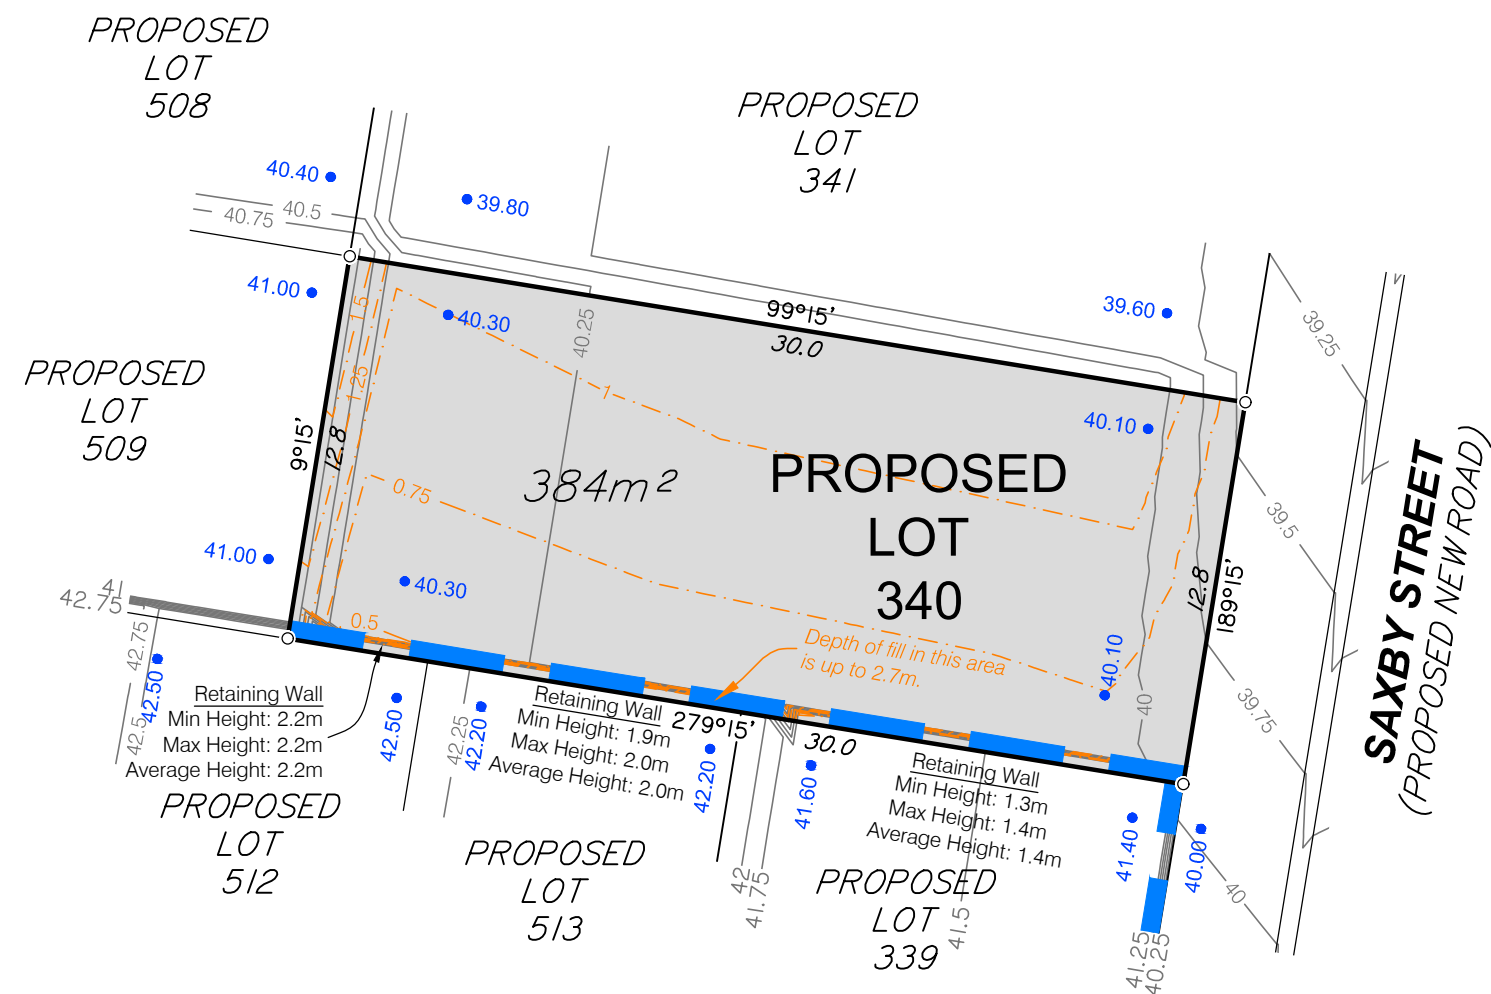 PROPOSED
LOT
508
PROPOSED
LOT
341
40.40
39.80
40.5
40.75
41.00
40.30
1.5
1.25
40.25
99°15'
30.0
39.60
39.25
PROPOSED
LOT
509
9°15'
12.8
1
40.10
0.75
384m²
PROPOSED
LOT
340
39.5
SAXBY STREET
(PROPOSED NEW ROAD)
41.00
40.30
12.8
189°15'
41
42.75
0.5
Depth of fill in this area
is up to 2.7m.
40.10
40
39.75
42.75
42.50
42.5
Retaining Wall
Min Height: 2.2m
Max Height: 2.2m
Average Height: 2.2m
42.50
42.25
42.20
Retaining Wall
Min Height: 1.9m
Max Height: 2.0m
Average Height: 2.0m
279°15'
30.0
42.20
41.60
Retaining Wall
Min Height: 1.3m
Max Height: 1.4m
Average Height: 1.4m
41.40
40.00
40
PROPOSED
LOT
512
PROPOSED
LOT
513
42
41.75
PROPOSED
LOT
339
41.5
41.25
40.25